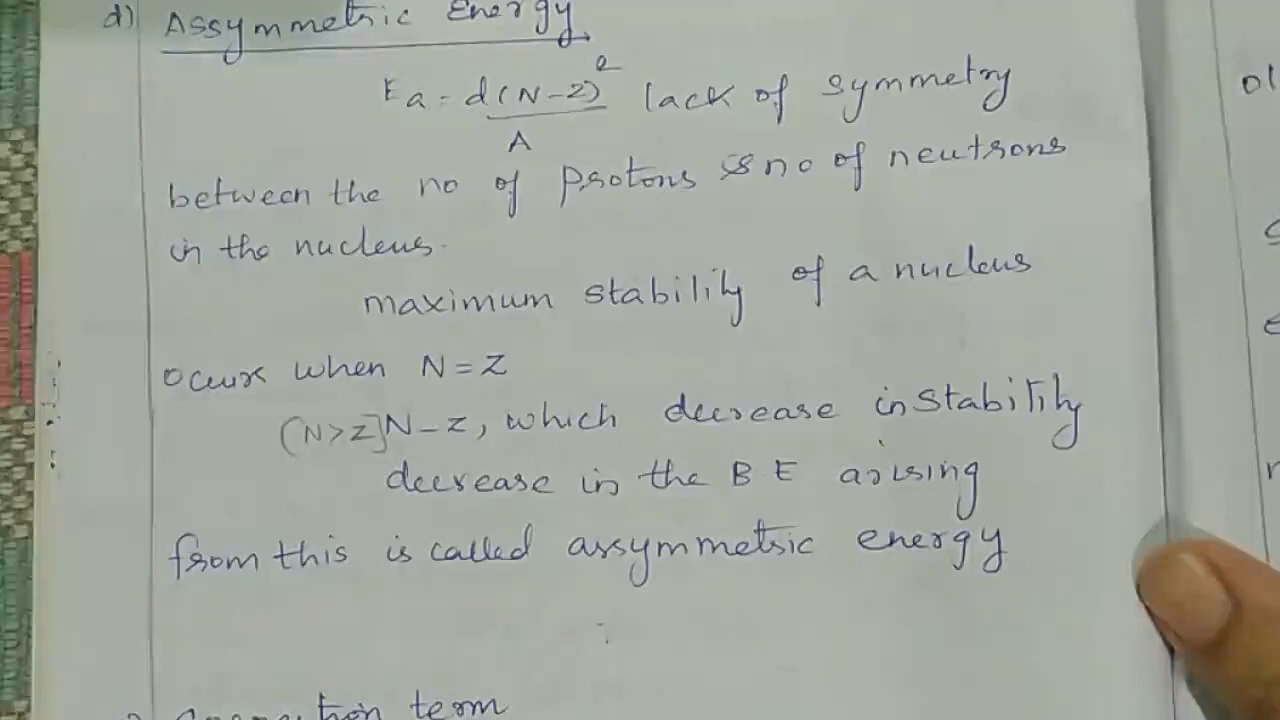 d) Assymmetric Energy
Ea = d(N-Z)² lack of symmetry
A
between the no of protons & no of neutrons
in the nucleus.
maximum stability of a nucleus
Occurs when N = Z
(N>Z] N-Z, which decrease in stability
decrease in the B E arising
from this is called assymmetric energy
term